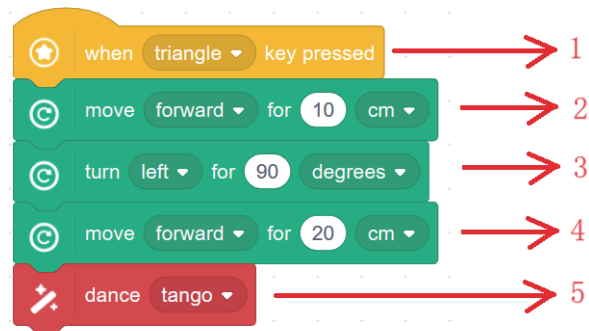 when triangle key pressed 1
move forward for 10 cm 2
turn left for 90 degrees 3
move forward for 20 cm 4
dance tango 5